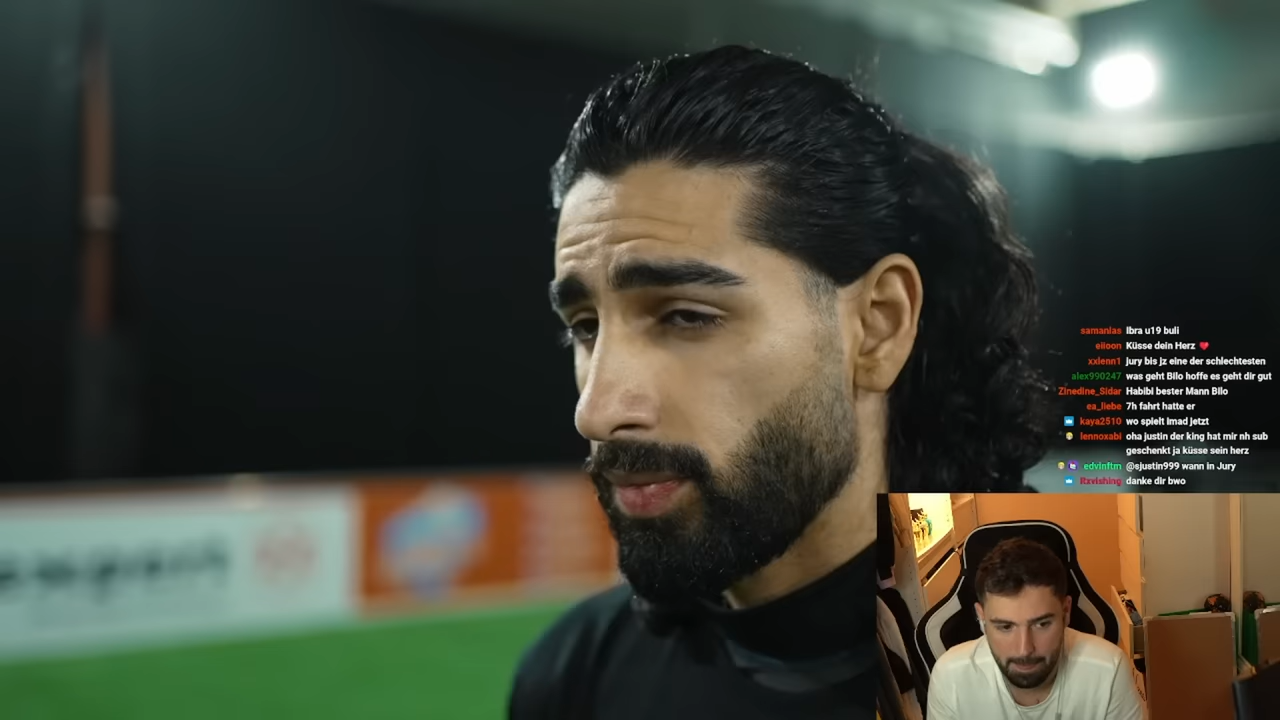 samanias Ibra u19 buli
eiioon Küsse dein Herz
xxlenn1 jury bis jz eine der schlechtesten
alex990247 was geht Bilo hoffe es geht dir gut
Zinedine_Sidar Habibi bester Mann Bilo
ea_liebe 7h fahrt hatte er
kaya2510 wo spielt Imad jetzt
lennoxabi oha justin der king hat mir nh sub
geschenkt ja küsse sein herz
edvinftm @sjustin999 wann in Jury
Rxvishing danke dir bwo